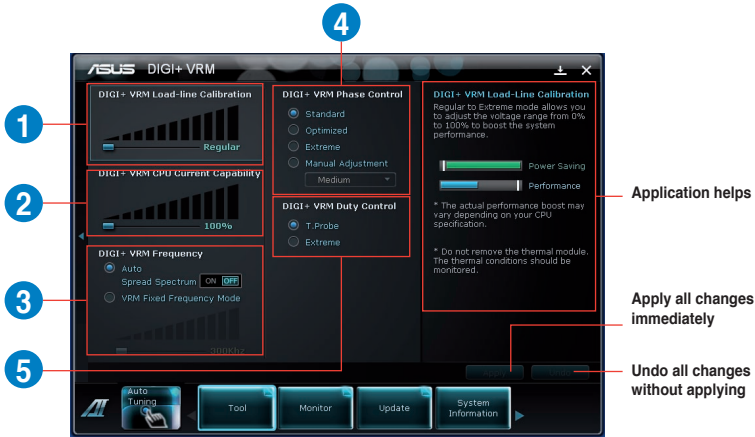 4
ASUS DIGI+ VRM
1
DIGI+ VRM Load-line Calibration
Regular
2
DIGI+ VRM CPU Current Capability
100%
3
DIGI+ VRM Frequency
Auto
Spread Spectrum ON OFF
VRM Fixed Frequency Mode
300Khz
DIGI+ VRM Phase Control
Standard
Optimized
Extreme
Manual Adjustment
Medium
DIGI+ VRM Duty Control
T.Probe
Extreme
5
DIGI+ VRM Load-Line Calibration
Regular to Extreme mode allows you
to adjust the voltage range from 0%
to 100% to boost the system
performance.
Power Saving
Performance
* The actual performance boost may
vary depending on your CPU
specification.
* Do not remove the thermal module.
The thermal conditions should be
monitored.
Application helps
Apply all changes
immediately
Undo all changes
without applying
Apply
Undo
AI
Auto
Tuning
Tool
Monitor
Update
System
Information